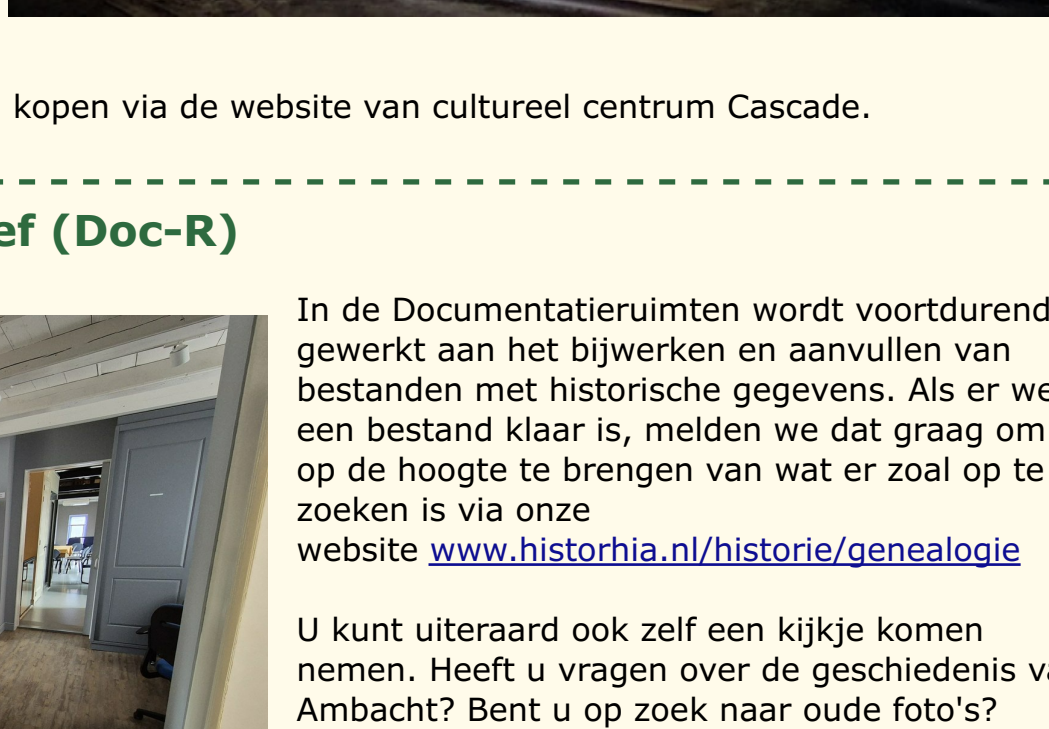 kopen via de website van cultureel centrum Cascade.
ef (Doc-R)
In de Documentatieruimten wordt voortdurend
gewerkt aan het bijwerken en aanvullen van
bestanden met historische gegevens. Als er we
een bestand klaar is, melden we dat graag om
op de hoogte te brengen van wat er zoal op te
zoeken is via onze
website www.historhia.nl/historie/genealogie
U kunt uiteraard ook zelf een kijkje komen
nemen. Heeft u vragen over de geschiedenis va
Ambacht? Bent u op zoek naar oude foto's?